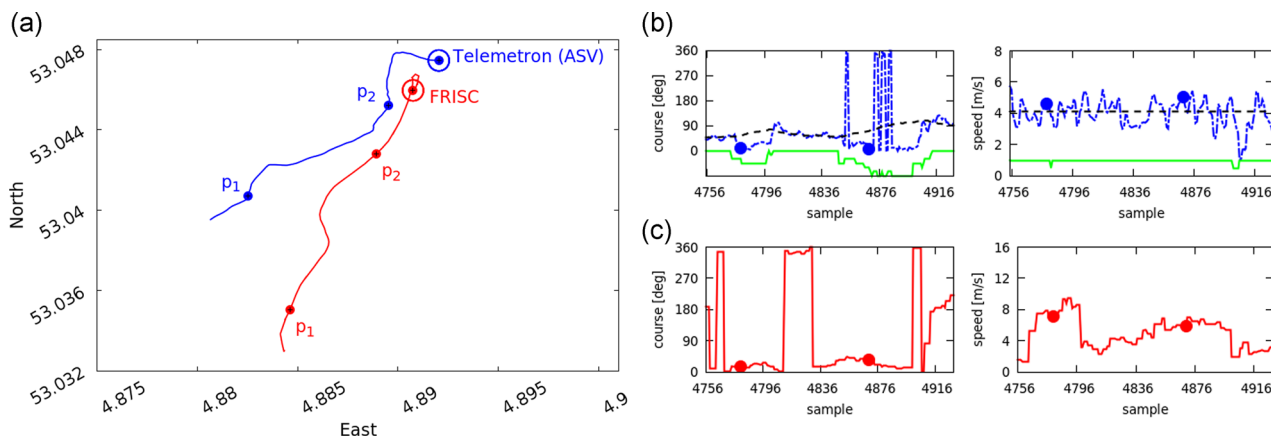 (a)
53.048
53.044
53.04
53.036
53.032
North
4.875
4.88
4.885
4.89
4.895
4.9
East
Telemetron (ASV)
FRISC
p2
p1
p2
p1
(b)
course [deg]
360
270
180
90
0
4756
4796
4836
4876
4916
sample
speed [m/s]
8
6
4
2
0
4756
4796
4836
4876
4916
sample
(c)
course [deg]
360
270
180
90
0
4756
4796
4836
4876
4916
sample
speed [m/s]
16
12
8
4
0
4756
4796
4836
4876
4916
sample